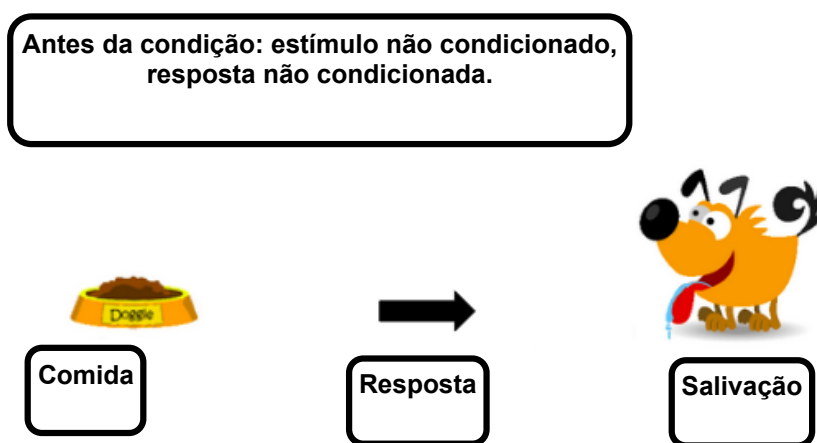 Antes da condição: estímulo não condicionado,
resposta não condicionada.
Doggie
Comida
Resposta
Salivação